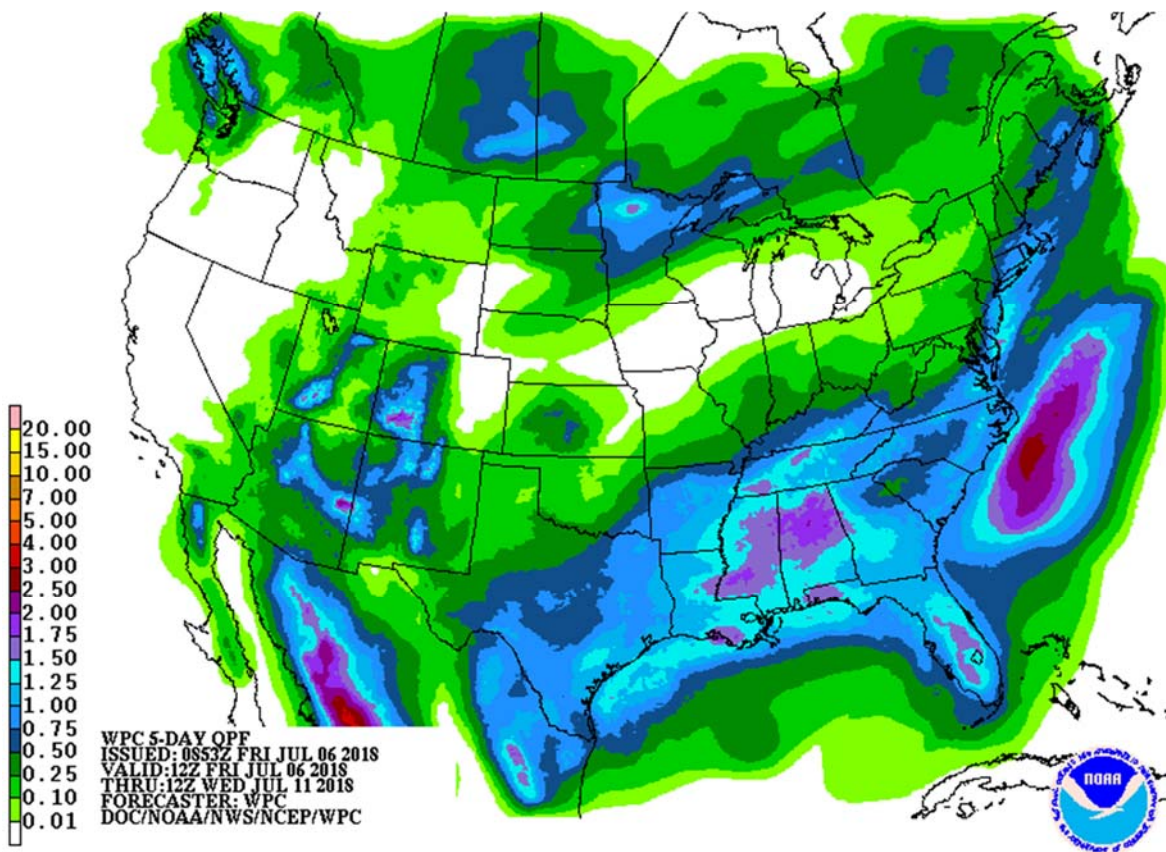 20.00
15.00
10.00
7.00
5.00
4.00
3.00
2.50
2.00
1.75
1.50
1.25
1.00
0.75
0.50
0.25
0.10
0.01
WPC 5-DAY QPF
ISSUED: 0853Z FRI JUL 06 2018
VALID:12Z FRI JUL 06 2018
THRU:12Z WED JUL 11 2018
FORECASTER: WPC
DOC/NOAA/NWS/NCEP/WPC
NOAA